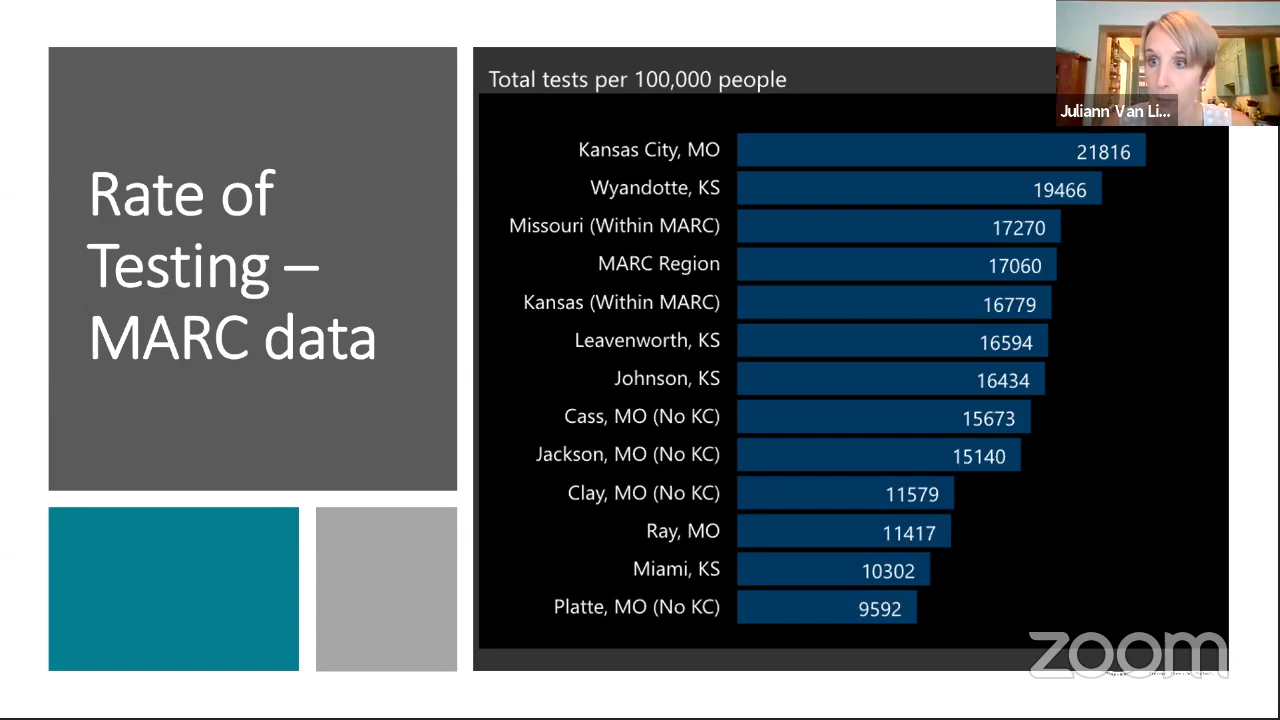 Rate of
Testing –
MARC data
Total tests per 100,000 people
Kansas City, MO 21816
Wyandotte, KS 19466
Missouri (Within MARC) 17270
MARC Region 17060
Kansas (Within MARC) 16779
Leavenworth, KS 16594
Johnson, KS 16434
Cass, MO (No KC) 15673
Jackson, MO (No KC) 15140
Clay, MO (No KC) 11579
Ray, MO 11417
Miami, KS 10302
Platte, MO (No KC) 9592
Juliann Van Li...
zoom